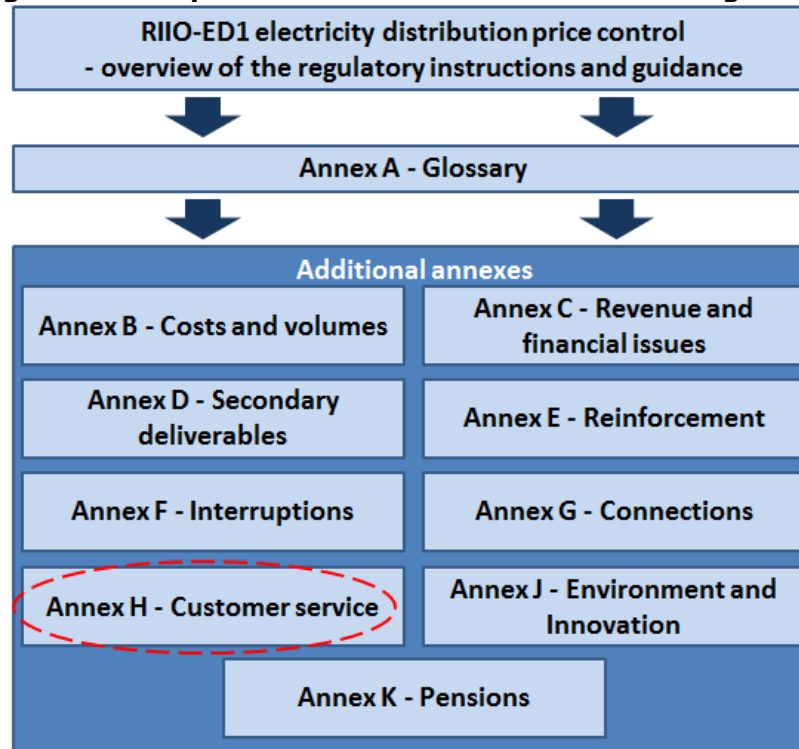 RIIO-ED1 electricity distribution price control
- overview of the regulatory instructions and guidance
Annex A - Glossary
Additional annexes
Annex B - Costs and volumes
Annex C - Revenue and
financial issues
Annex D - Secondary
deliverables
Annex E - Reinforcement
Annex F - Interruptions
Annex G - Connections
Annex H - Customer service
Annex J - Environment and
Innovation
Annex K - Pensions